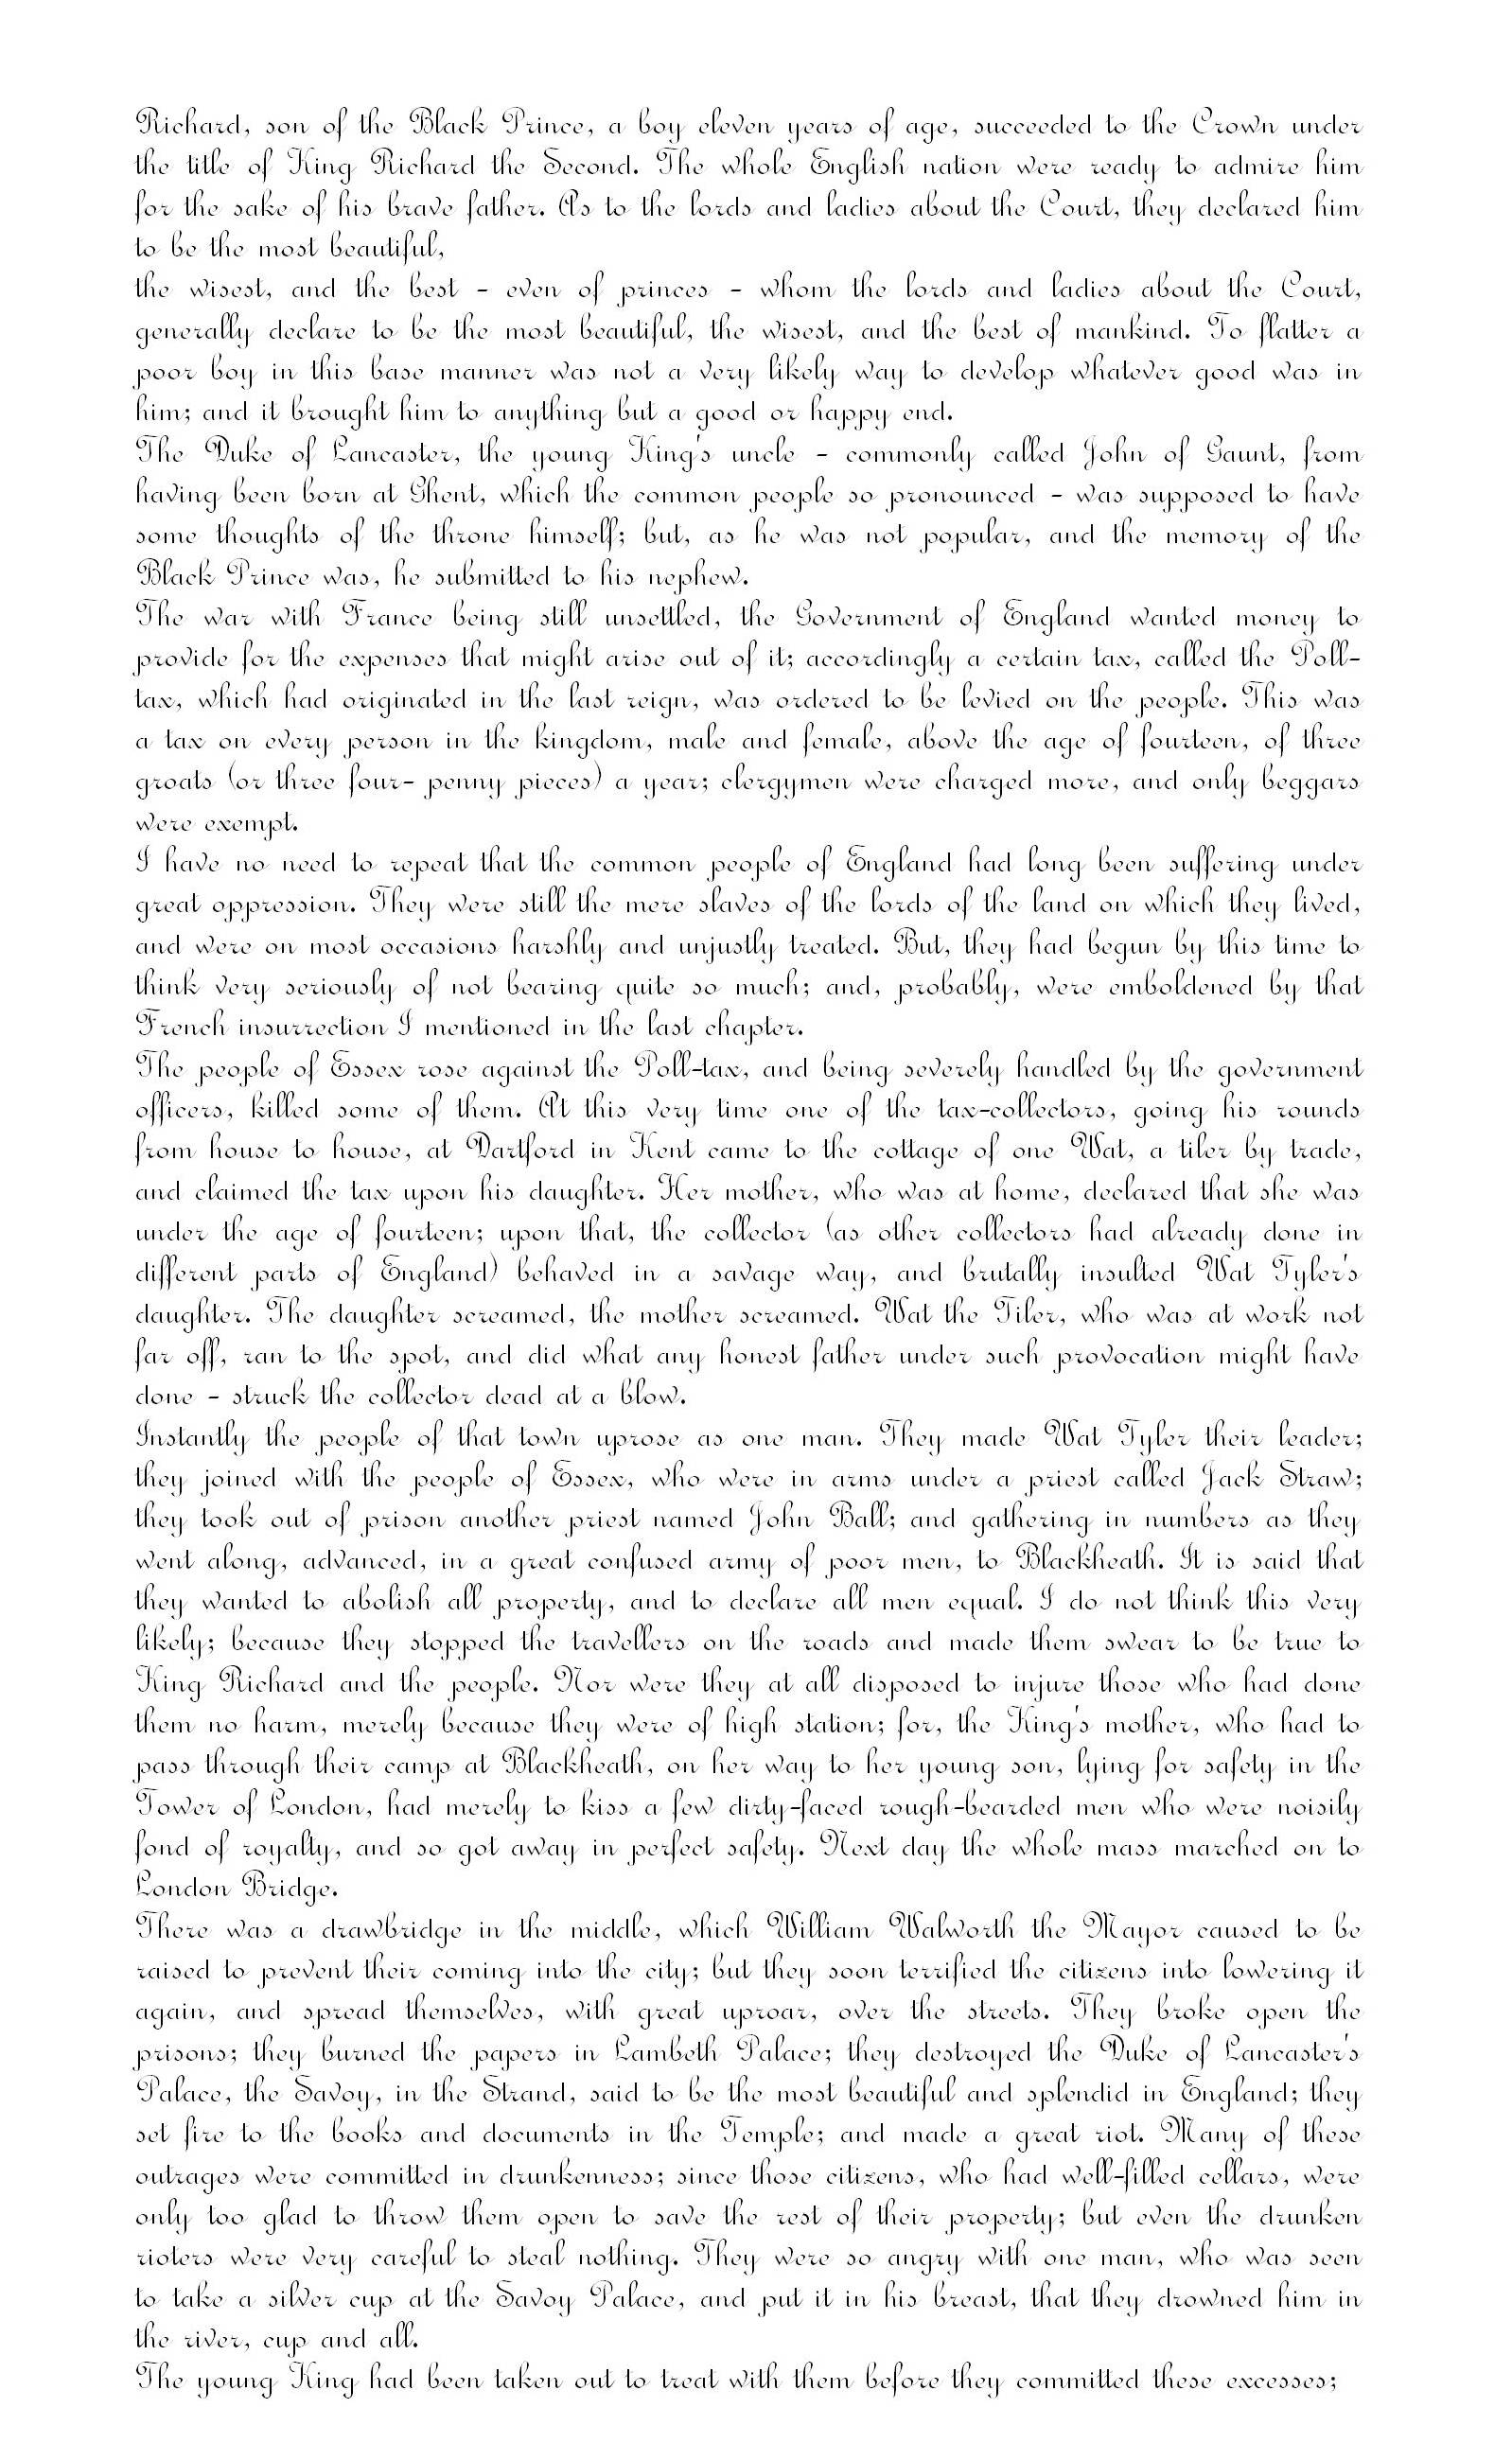 Richard, son of the Black Prince, a boy eleven years of age, succeeded to the Crown under
the title of King Richard the Second. The whole English nation were ready to admire him
for the sake of his brave father. As to the lords and ladies about the Court, they declared him
to be the most beautiful,
the wisest, and the best - even of princes - whom the lords and ladies about the Court,
generally declare to be the most beautiful, the wisest, and the best of mankind. To flatter a
poor boy in this base manner was not a very likely way to develop whatever good was in
him; and it brought him to anything but a good or happy end.
The Duke of Lancaster, the young King's uncle - commonly called John of Gaunt, from
having been born at Ghent, which the common people so pronounced - was supposed to have
some thoughts of the throne himself; but, as he was not popular, and the memory of the
Black Prince was, he submitted to his nephew.
The war with France being still unsettled, the Government of England wanted money to
provide for the expenses that might arise out of it; accordingly a certain tax, called the Poll-
tax, which had originated in the last reign, was ordered to be levied on the people. This was
a tax on every person in the kingdom, male and female, above the age of fourteen, of three
groats (or three four- penny pieces) a year; clergymen were charged more, and only beggars
were exempt.
I have no need to repeat that the common people of England had long been suffering under
great oppression. They were still the mere slaves of the lords of the land on which they lived,
and were on most occasions harshly and unjustly treated. But, they had begun by this time to
think very seriously of not bearing quite so much; and, probably, were emboldened by that
French insurrection I mentioned in the last chapter.
The people of Essex rose against the Poll-tax, and being severely handled by the government
officers, killed some of them. At this very time one of the tax-collectors, going his rounds
from house to house, at Dartford in Kent came to the cottage of one Wat, a tiler by trade,
and claimed the tax upon his daughter. Her mother, who was at home, declared that she was
under the age of fourteen; upon that, the collector (as other collectors had already done in
different parts of England) behaved in a savage way, and brutally insulted Wat Tyler's
daughter. The daughter screamed, the mother screamed. Wat the Tiler, who was at work not
far off, ran to the spot, and did what any honest father under such provocation might have
done - struck the collector dead at a blow.
Instantly the people of that town uprose as one man. They made Wat Tyler their leader;
they joined with the people of Essex, who were in arms under a priest called Jack Straw;
they took out of prison another priest named John Ball; and gathering in numbers as they
went along, advanced, in a great confused army of poor men, to Blackheath. It is said that
they wanted to abolish all property, and to declare all men equal. I do not think this very
likely; because they stopped the travellers on the roads and made them swear to be true to
King Richard and the people. Nor were they at all disposed to injure those who had done
them no harm, merely because they were of high station; for, the King's mother, who had to
pass through their camp at Blackheath, on her way to her young son, lying for safety in the
Tower of London, had merely to kiss a few dirty-faced rough-bearded men who were noisily
fond of royalty, and so got away in perfect safety. Next day the whole mass marched on to
London Bridge.
There was a drawbridge in the middle, which William Walworth the Mayor caused to be
raised to prevent their coming into the city; but they soon terrified the citizens into lowering it
again, and spread themselves, with great uproar, over the streets. They broke open the
prisons; they burned the papers in Lambeth Palace; they destroyed the Duke of Lancaster's
Palace, the Savoy, in the Strand, said to be the most beautiful and splendid in England; they
set fire to the books and documents in the Temple; and made a great riot. Many of these
outrages were committed in drunkenness; since those citizens, who had well-filled cellars, were
only too glad to throw them open to save the rest of their property; but even the drunken
rioters were very careful to steal nothing. They were so angry with one man, who was seen
to take a silver cup at the Savoy Palace, and put it in his breast, that they drowned him in
the river, cup and all.
The young King had been taken out to treat with them before they committed these excesses;